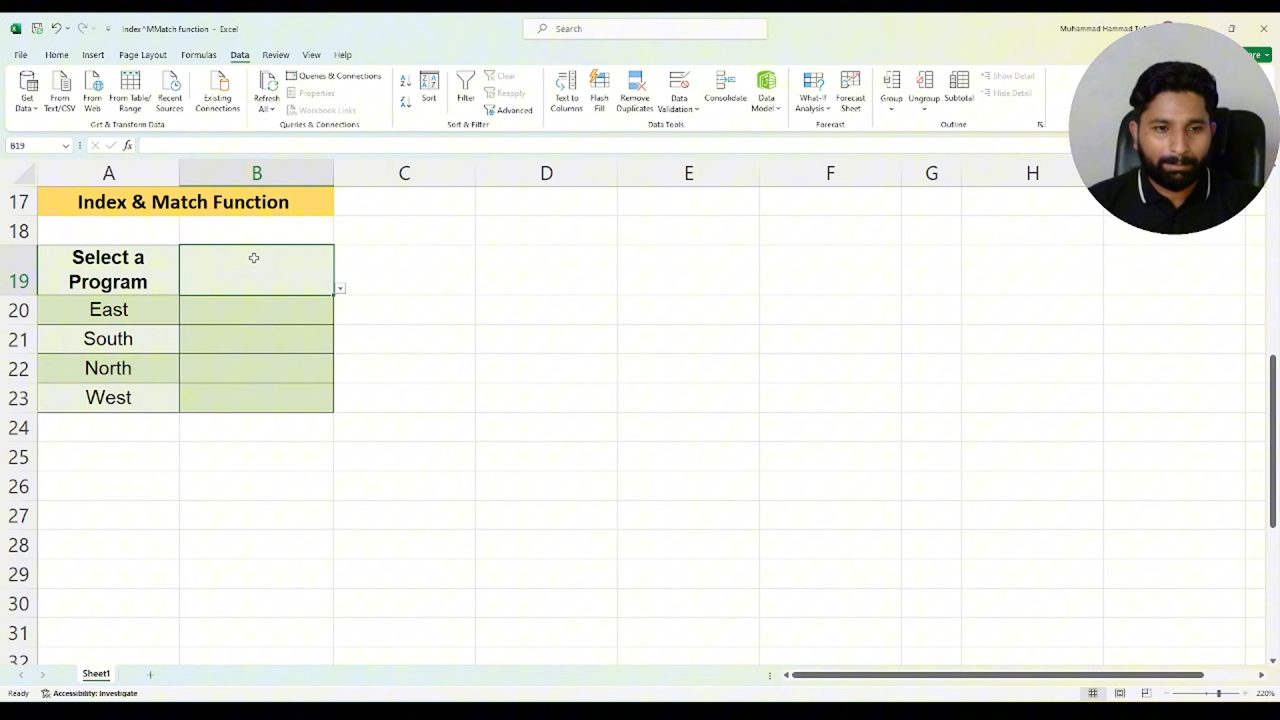 Index ^MMatch function - Excel
Search
File Home Insert Page Layout Formulas Data Review View Help
Get Data
From Text/CSV
From Web
From Table/ Range
Recent Sources
Existing Connections
Get & Transform Data
Refresh All
Queries & Connections
Properties
Workbook Links
Queries & Connections
Sort
Filter
Clear
Reapply
Advanced
Sort & Filter
Text to Columns
Flash Fill
Remove Duplicates
Data Validation
Consolidate
Data Model
Data Tools
What-If Analysis
Forecast Sheet
Forecast
Group
Ungroup
Subtotal
Show Detail
Hide Detail
Outline
B19
fx
A B C D E F G H
17 Index & Match Function
18
19 Select a Program
20 East
21 South
22 North
23 West
24
25
26
27
28
29
30
31
32
Sheet1
Ready Accessibility: Investigate
220%